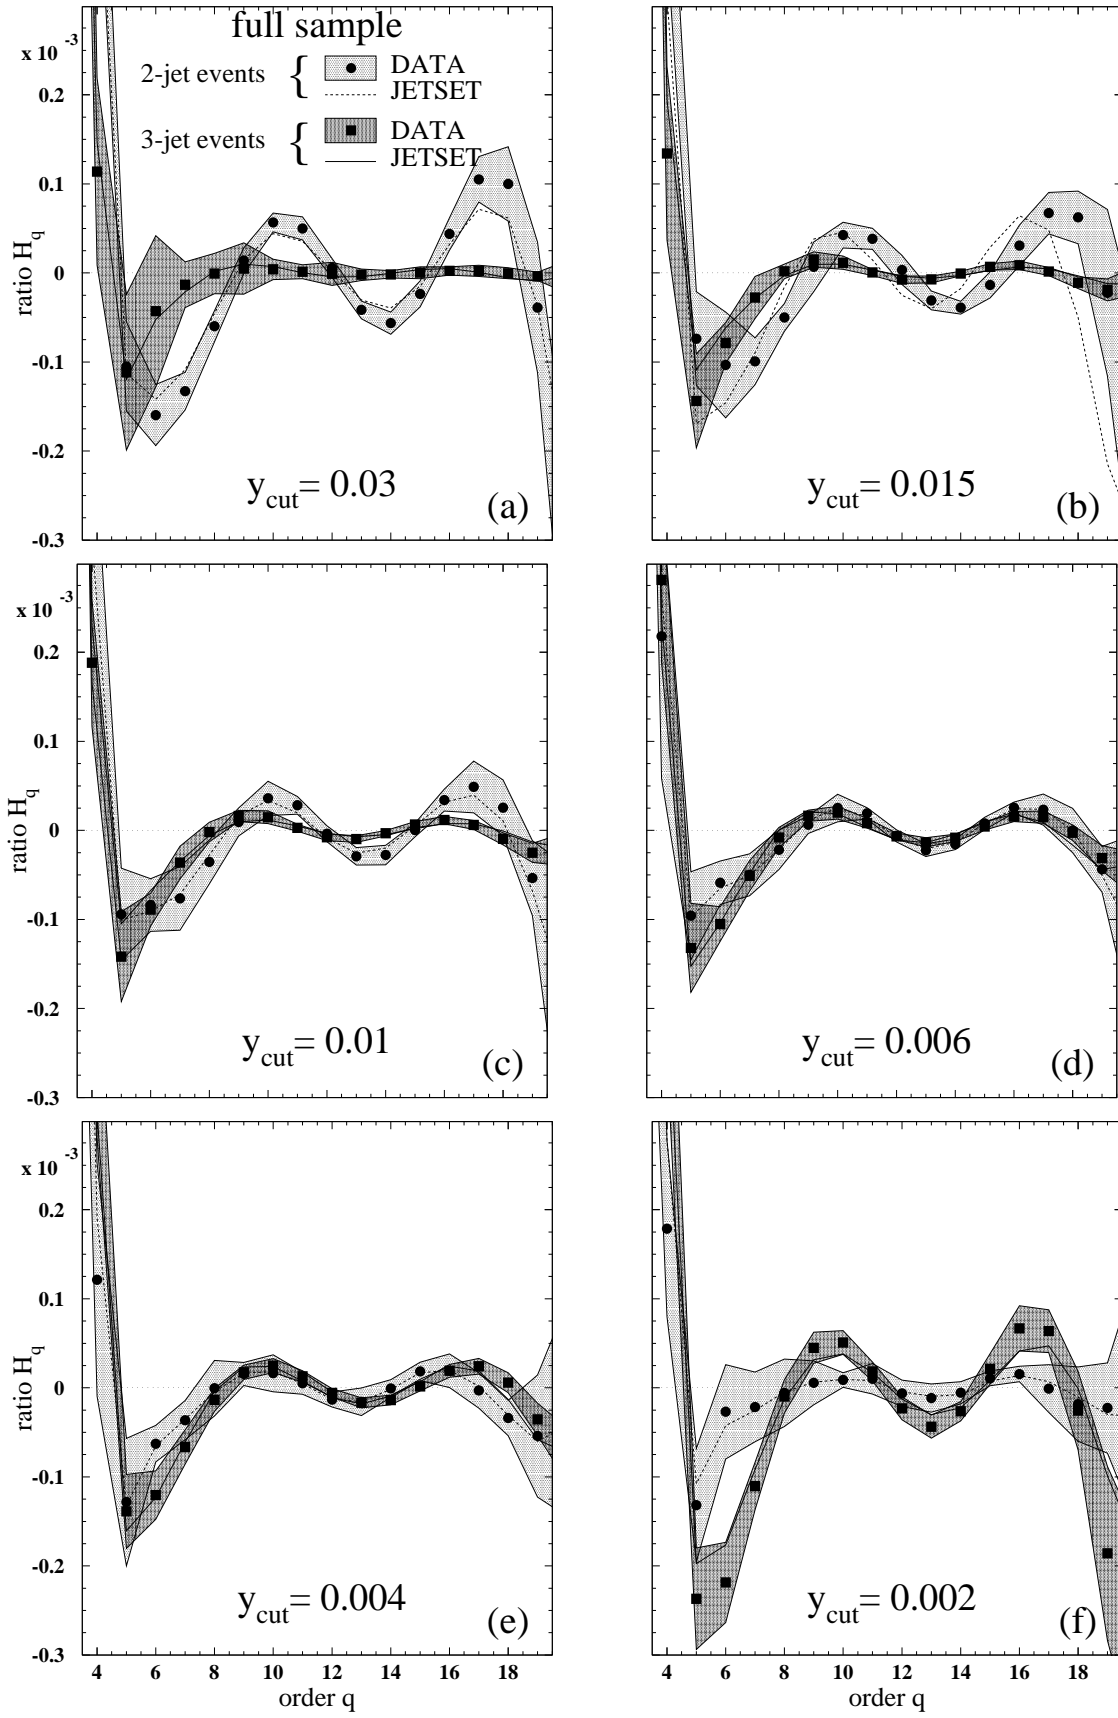 full sample
x 10 -3
2-jet events { DATA
JETSET
3-jet events { DATA
JETSET
0.2
0.1
0
-0.1
-0.2
-0.3
ratio H_q
y_cut= 0.03
(a)
y_cut= 0.015
(b)
x 10 -3
0.2
0.1
0
-0.1
-0.2
-0.3
ratio H_q
y_cut= 0.01
(c)
y_cut= 0.006
(d)
x 10 -3
0.2
0.1
0
-0.1
-0.2
-0.3
ratio H_q
y_cut= 0.004
(e)
y_cut= 0.002
(f)
4 6 8 10 12 14 16 18
order q
4 6 8 10 12 14 16 18
order q